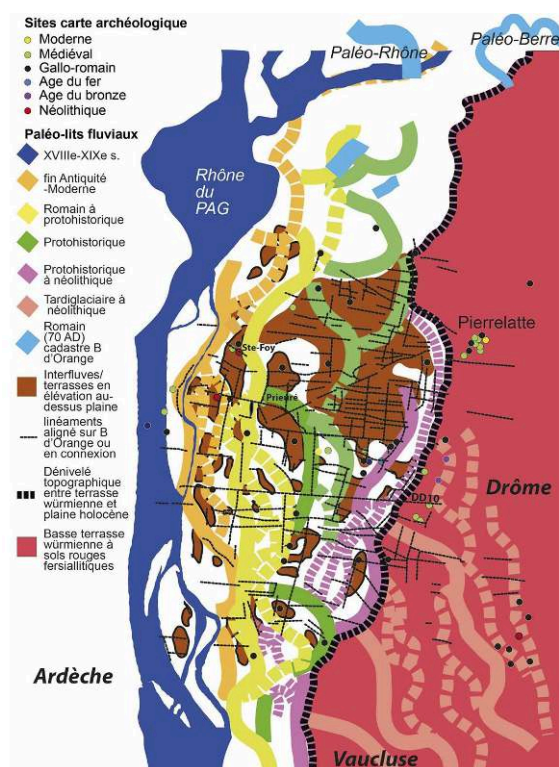 Sites carte archéologique
Moderne
Médiéval
Gallo-romain
Age du fer
Age du bronze
Néolithique
Paléo-lits fluviaux
XVIIIe-XIXe s.
fin Antiquité
-Moderne
Romain à
protohistorique
Protohistorique
Protohistorique
à néolithique
Tardiglaciaire à
néolithique
Romain
(70 AD)
cadastre B
d'Orange
Interfluves/
terrasses en
élévation au-
dessus plaine
linéaments
aligné sur B
d'Orange ou
en connexion
Dénivelé
topographique
entre terrasse
würmienne et
plaine holocène
Basse terrasse
würmienne à
sols rouges
fersiallitiques
Paléo-Rhône
Paléo-Berre
Rhône
du
PAG
Pierrelatte
Ste-Foy
Prieuré
DD10
Drôme
Ardèche
Vaucluse